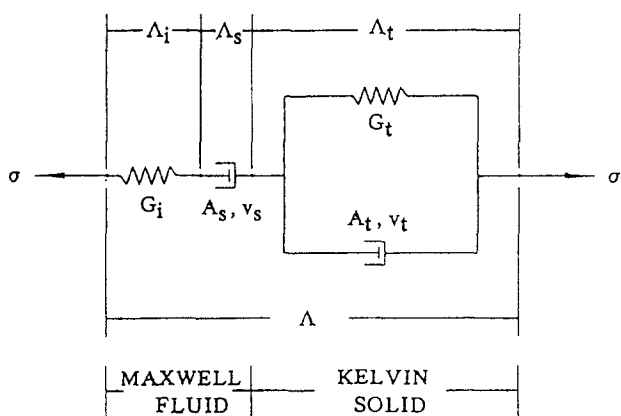 Λi Λs Λt
Gt
σ σ
Gi As, vs At, vt
Λ
MAXWELL FLUID
KELVIN SOLID